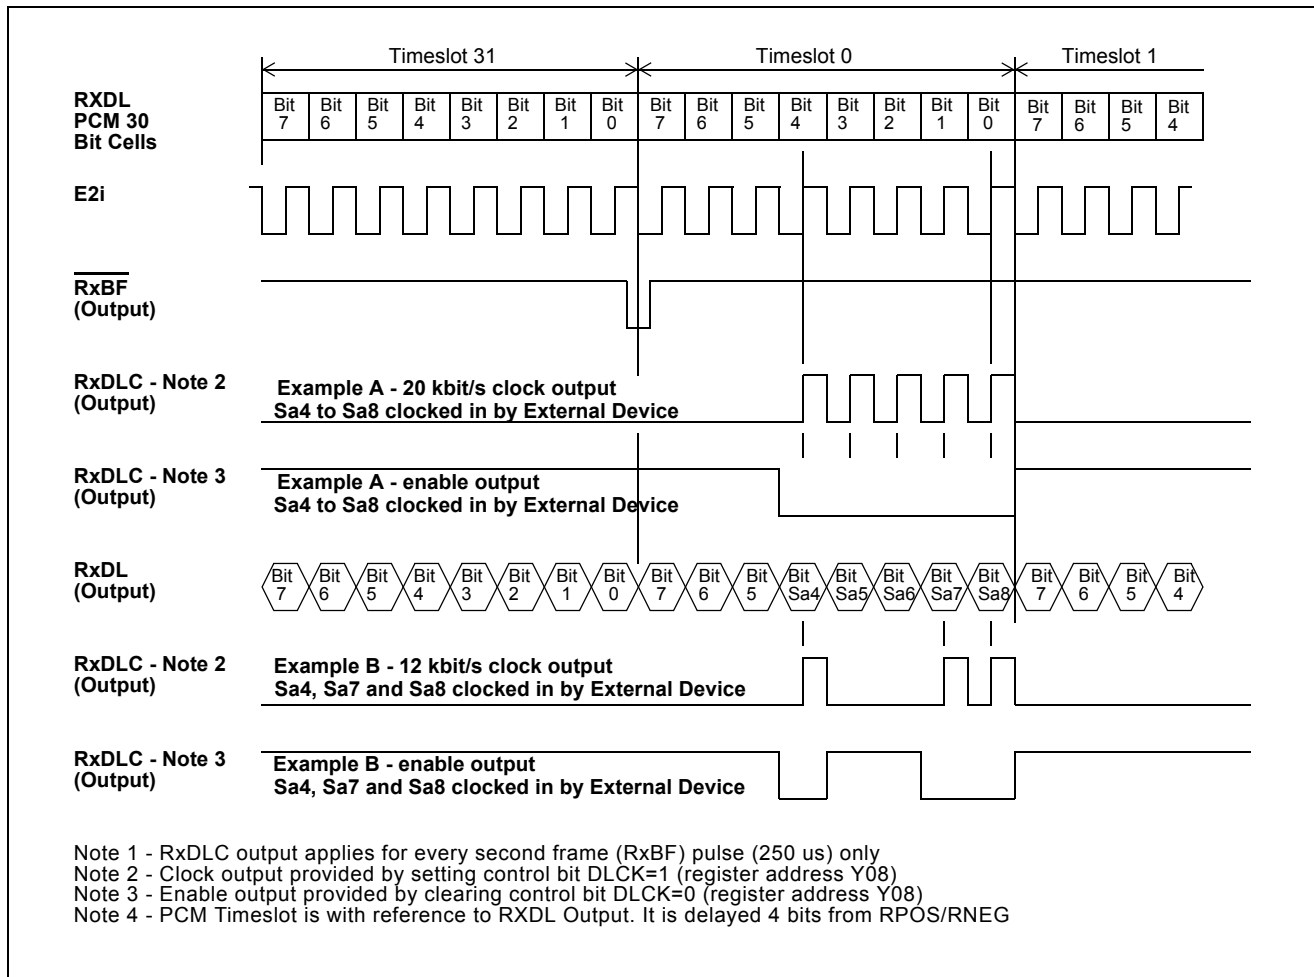 Timeslot 31 Timeslot 0 Timeslot 1
RXDL
PCM 30
Bit Cells
Bit 7 Bit 6 Bit 5 Bit 4 Bit 3 Bit 2 Bit 1 Bit 0 Bit 7 Bit 6 Bit 5 Bit 4 Bit 3 Bit 2 Bit 1 Bit 0 Bit 7 Bit 6 Bit 5 Bit 4
E2i
RxBF
(Output)
RxDLC - Note 2
(Output)
Example A - 20 kbit/s clock output
Sa4 to Sa8 clocked in by External Device
RxDLC - Note 3
(Output)
Example A - enable output
Sa4 to Sa8 clocked in by External Device
RxDL
(Output)
Bit 7 Bit 6 Bit 5 Bit 4 Bit 3 Bit 2 Bit 1 Bit 0 Bit 7 Bit 6 Bit 5 Bit Sa4 Bit Sa5 Bit Sa6 Bit Sa7 Bit Sa8 Bit 7 Bit 6 Bit 5 Bit 4
RxDLC - Note 2
(Output)
Example B - 12 kbit/s clock output
Sa4, Sa7 and Sa8 clocked in by External Device
RxDLC - Note 3
(Output)
Example B - enable output
Sa4, Sa7 and Sa8 clocked in by External Device
Note 1 - RxDLC output applies for every second frame (RxBF) pulse (250 us) only
Note 2 - Clock output provided by setting control bit DLCK=1 (register address Y08)
Note 3 - Enable output provided by clearing control bit DLCK=0 (register address Y08)
Note 4 - PCM Timeslot is with reference to RXDL Output. It is delayed 4 bits from RPOS/RNEG